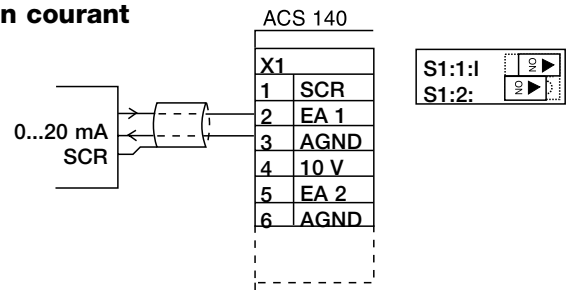 n courant
ACS 140
X1
1 SCR
2 EA 1
3 AGND
4 10 V
5 EA 2
6 AGND
0...20 mA
SCR
S1:1:I
ON
S1:2:
ON